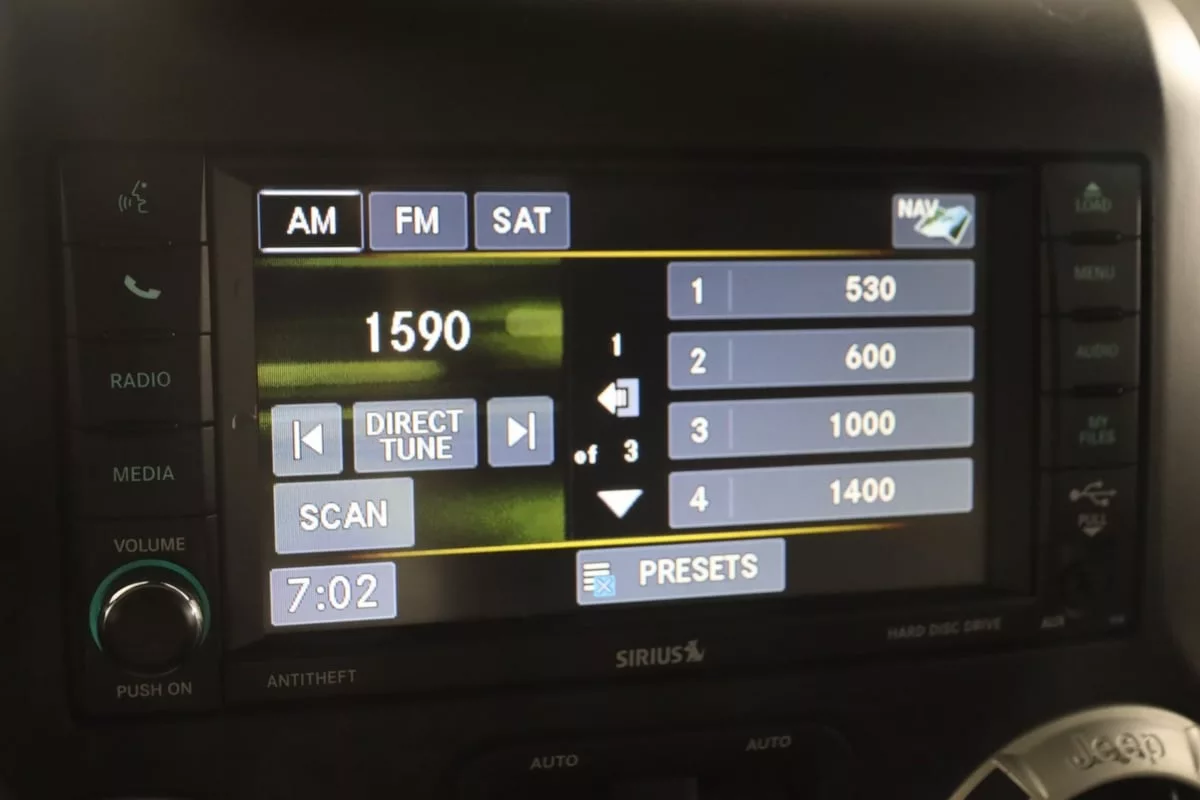 AM FM SAT NAV
1590
1
of 3
DIRECT
TUNE
SCAN
7:02
1 530
2 600
3 1000
4 1400
PRESETS
RADIO
MEDIA
VOLUME
PUSH ON
ANTITHEFT
SIRIUS
HARD DISC DRIVE
LOAD
MENU
AUDIO
MY
FILES
PULL
AUX
AUTO
AUTO
Jeep